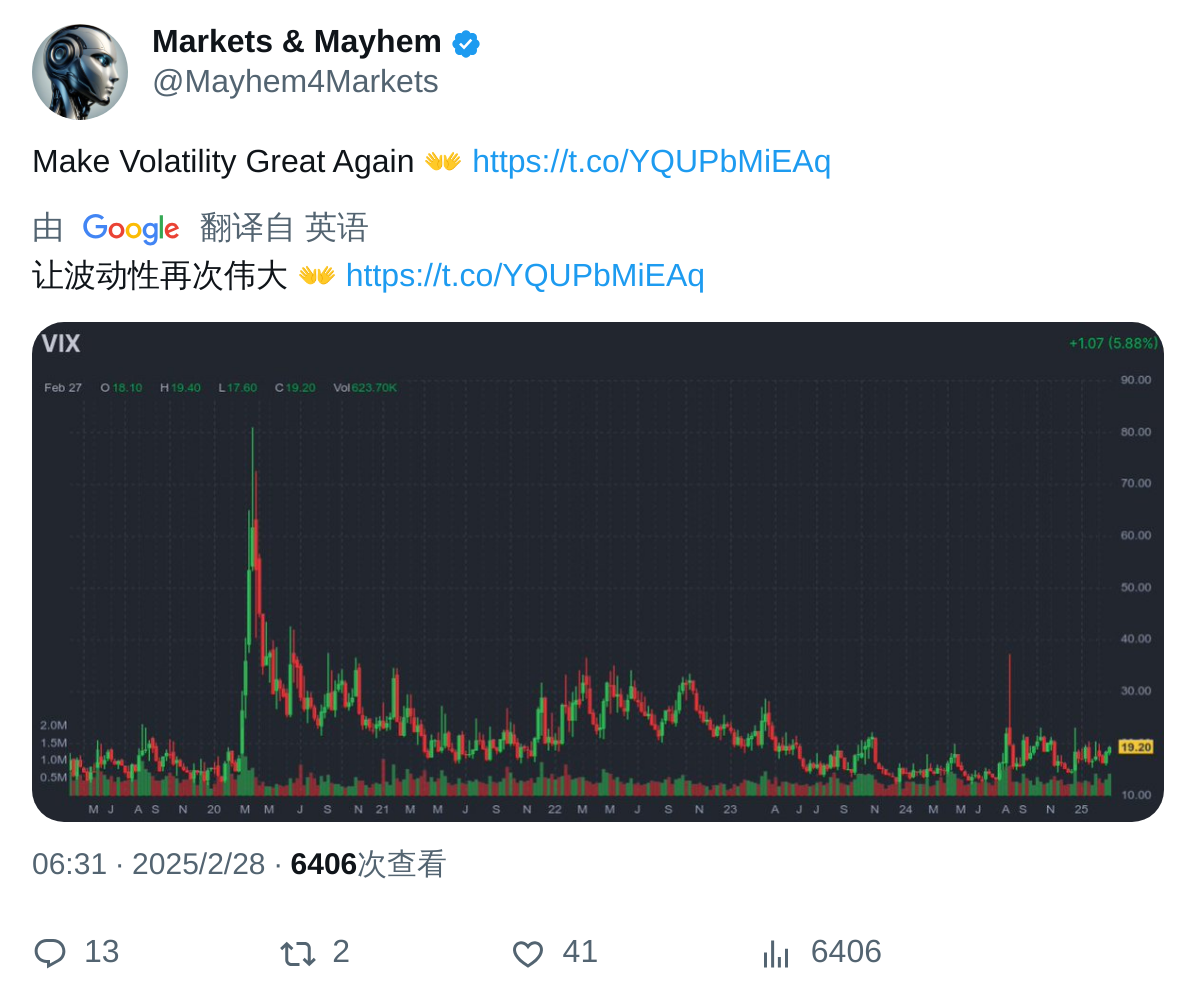 Markets & Mayhem
@Mayhem4Markets
Make Volatility Great Again 👐 https://t.co/YQUPbMiEAq
由 Google 翻译自 英语
让波动性再次伟大 👐 https://t.co/YQUPbMiEAq
VIX +1.07 (5.88%)
Feb 27 O 18.10 H 19.40 L 17.60 C 19.20 Vol 623.70K
90.00
80.00
70.00
60.00
50.00
40.00
30.00
19.20
10.00
2.0M
1.5M
1.0M
0.5M
M J A S N 20 M M J S N 21 M M J S N 22 M M J S N 23 A J J S N 24 M M J A S N 25
06:31 · 2025/2/28 · 6406次查看
13 2 41 6406